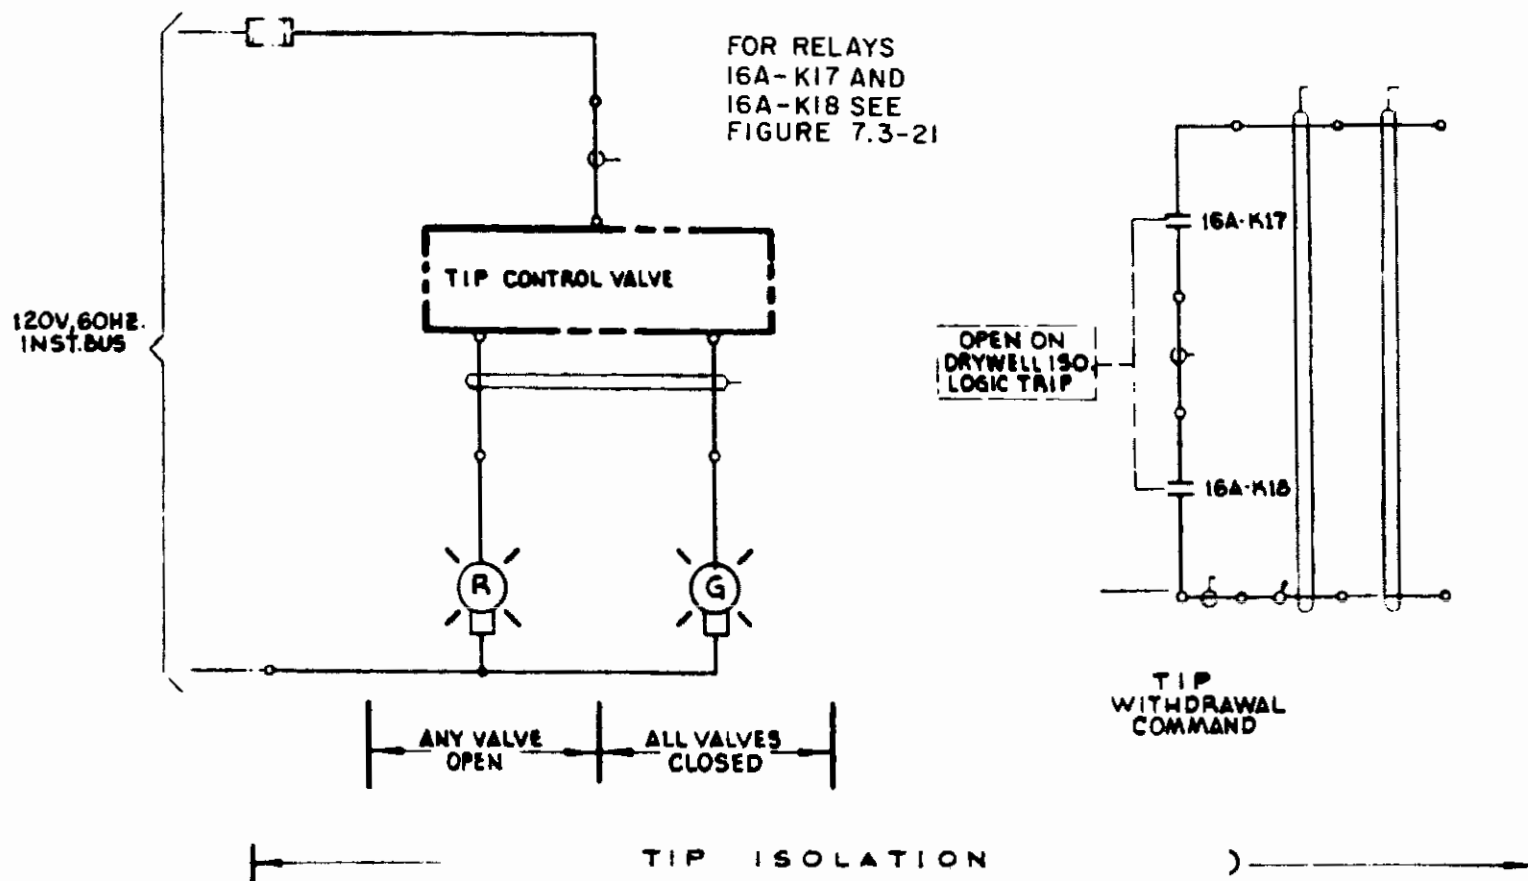 FOR RELAYS
16A-K17 AND
16A-K18 SEE
FIGURE 7.3-21
16A-K17
TIP CONTROL VALVE
120V,60HZ.
INST.BUS
OPEN ON
DRYWELL ISO.
LOGIC TRIP
16A-K18
R
G
TIP
WITHDRAWAL
COMMAND
ANY VALVE
OPEN
ALL VALVES
CLOSED
TIP ISOLATION